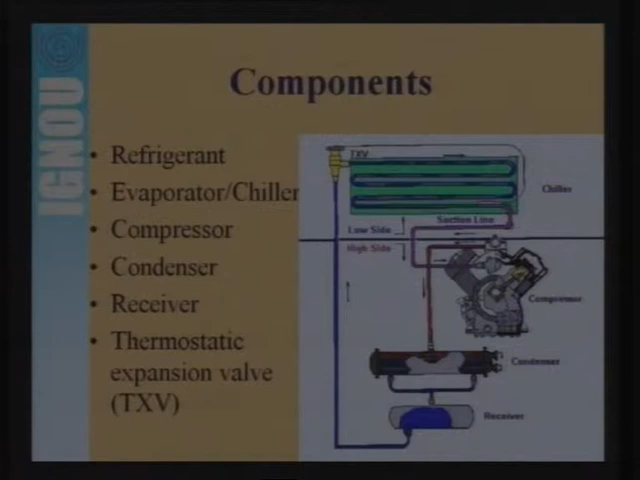 IGNOU
Components
• Refrigerant
• Evaporator/Chiller
• Compressor
• Condenser
• Receiver
• Thermostatic
expansion valve
(TXV)
TXV
Chiller
Suction Line
Low Side
High Side
Compressor
Condenser
Receiver